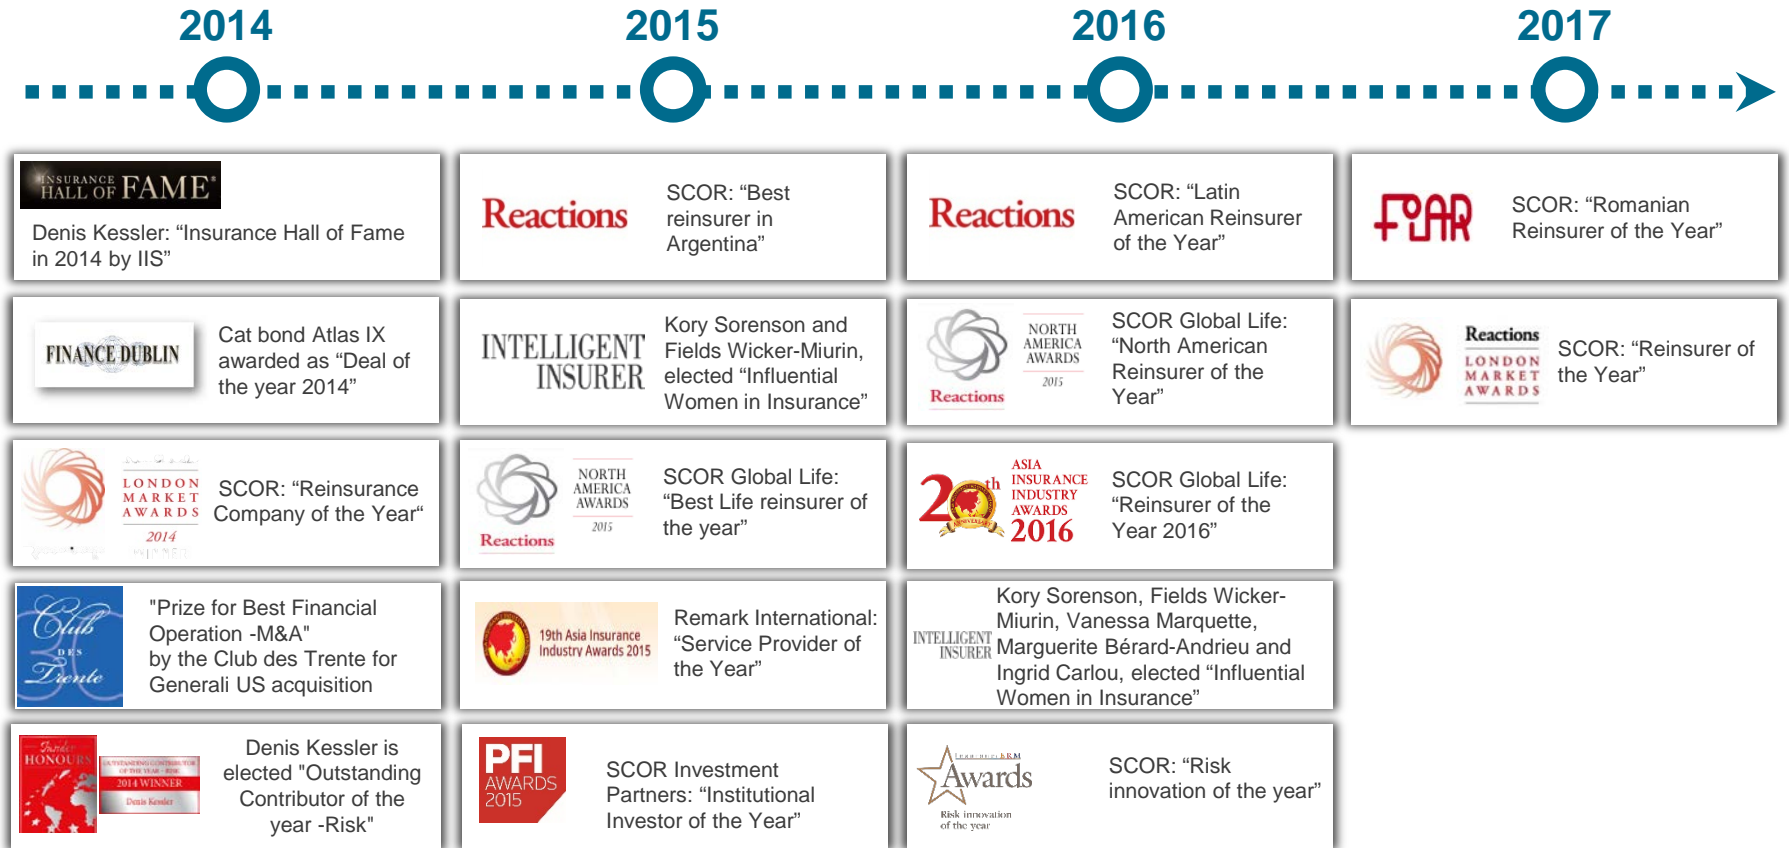 2014
2015
2016
2017
INSURANCE
HALL OF FAME®
Denis Kessler: “Insurance Hall of Fame
in 2014 by IIS”
FINANCE DUBLIN
Cat bond Atlas IX
awarded as “Deal of
the year 2014”
LONDON
MARKET
AWARDS
2014
SCOR: “Reinsurance
Company of the Year“
Club
DES
Trente
"Prize for Best Financial
Operation -M&A"
by the Club des Trente for
Generali US acquisition
Insider
HONOURS
OUTSTANDING CONTRIBUTOR
OF THE YEAR - RISK
2014 WINNER
Denis Kessler
Denis Kessler is
elected "Outstanding
Contributor of the
year -Risk"
Reactions
SCOR: “Best
reinsurer in
Argentina”
INTELLIGENT
INSURER
Kory Sorenson and
Fields Wicker-Miurin,
elected “Influential
Women in Insurance”
NORTH
AMERICA
AWARDS
2015
Reactions
SCOR Global Life:
“Best Life reinsurer of
the year”
19th Asia Insurance
Industry Awards 2015
Remark International:
“Service Provider of
the Year”
PFI
AWARDS
2015
SCOR Investment
Partners: “Institutional
Investor of the Year”
Reactions
SCOR: “Latin
American Reinsurer
of the Year”
NORTH
AMERICA
AWARDS
2015
Reactions
SCOR Global Life:
“North American
Reinsurer of the
Year”
20th
ANNIVERSARY
ASIA
INSURANCE
INDUSTRY
AWARDS
2016
SCOR Global Life:
“Reinsurer of the
Year 2016”
INTELLIGENT
INSURER
Kory Sorenson, Fields Wicker-
Miurin, Vanessa Marquette,
Marguerite Bérard-Andrieu and
Ingrid Carlou, elected “Influential
Women in Insurance”
Awards
Risk innovation
of the year
SCOR: “Risk
innovation of the year”
FIAR
SCOR: “Romanian
Reinsurer of the Year”
Reactions
LONDON
MARKET
AWARDS
SCOR: “Reinsurer of
the Year”